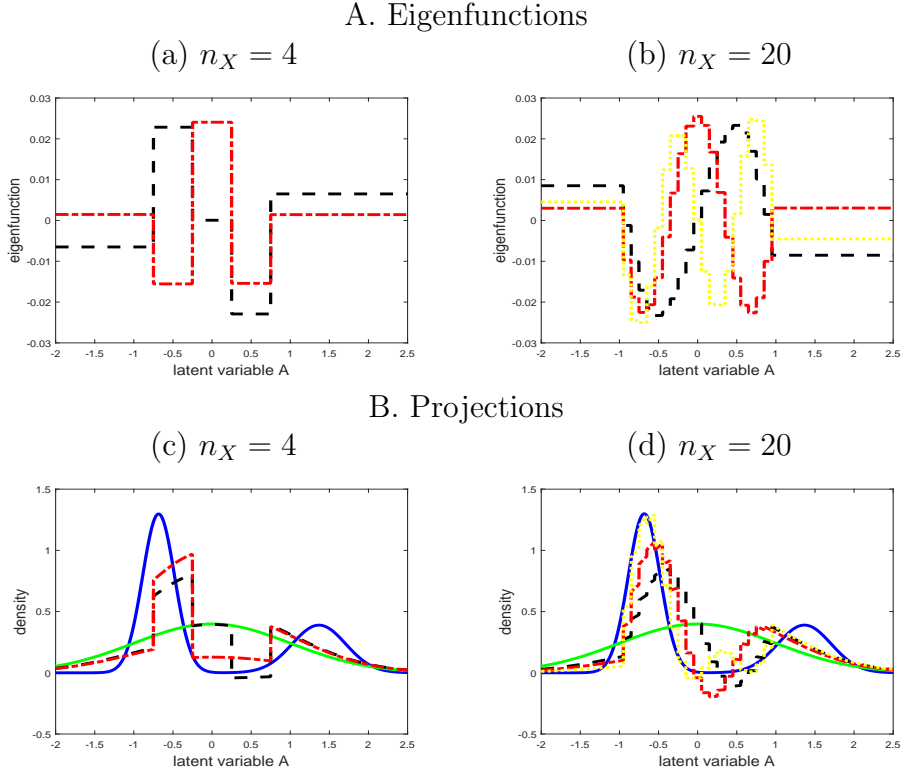 A. Eigenfunctions
(a) n_X = 4
(b) n_X = 20
0.03
0.02
0.01
0
-0.01
-0.02
-0.03
eigenfunction
-2 -1.5 -1 -0.5 0 0.5 1 1.5 2 2.5
latent variable A
0.03
0.02
0.01
0
-0.01
-0.02
-0.03
eigenfunction
-2 -1.5 -1 -0.5 0 0.5 1 1.5 2 2.5
latent variable A
B. Projections
(c) n_X = 4
(d) n_X = 20
1.5
1
0.5
0
-0.5
density
-2 -1.5 -1 -0.5 0 0.5 1 1.5 2 2.5
latent variable A
1.5
1
0.5
0
-0.5
density
-2 -1.5 -1 -0.5 0 0.5 1 1.5 2 2.5
latent variable A